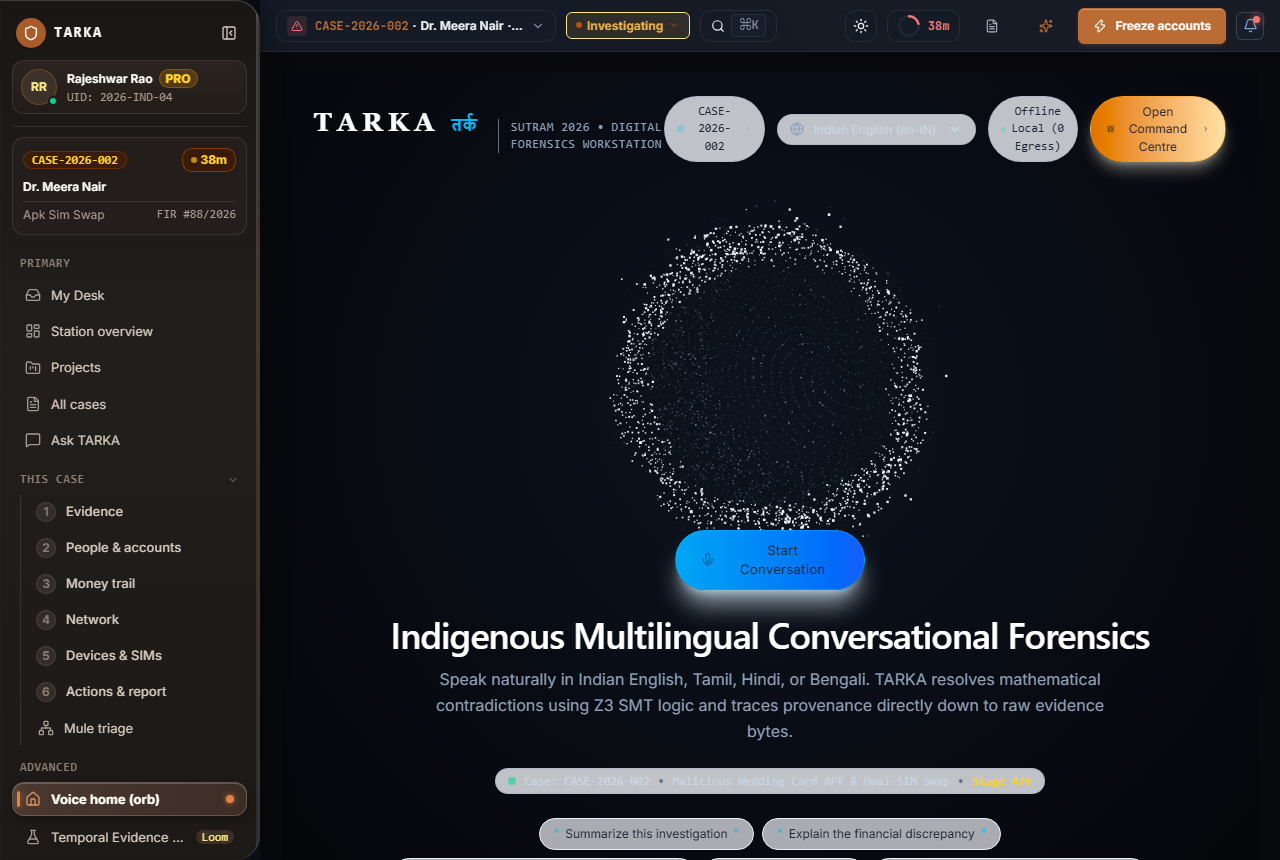 TARKA
RR
Rajeshwar Rao PRO
UID: 2026-IND-04
CASE-2026-002
38m
Dr. Meera Nair
Apk Sim Swap
FIR #88/2026
PRIMARY
My Desk
Station overview
Projects
All cases
Ask TARKA
THIS CASE
1 Evidence
2 People & accounts
3 Money trail
4 Network
5 Devices & SIMs
6 Actions & report
Mule triage
ADVANCED
Voice home (orb)
Temporal Evidence ... Loom
CASE-2026-002 · Dr. Meera Nair ·...
Investigating
⌘K
38m
Freeze accounts
TARKA तर्क
SUTRAM 2026 • DIGITAL
FORENSICS WORKSTATION
CASE-
2026-
002
Indian English (en-IN)
Offline
Local (0
Egress)
Open
Command
Centre
Start
Conversation
Indigenous Multilingual Conversational Forensics
Speak naturally in Indian English, Tamil, Hindi, or Bengali. TARKA resolves mathematical
contradictions using Z3 SMT logic and traces provenance directly down to raw evidence
bytes.
Case: CASE-2026-002 • Malicious Wedding Card APK & Dual-SIM Swap • Stage 4/6
" Summarize this investigation "
" Explain the financial discrepancy "